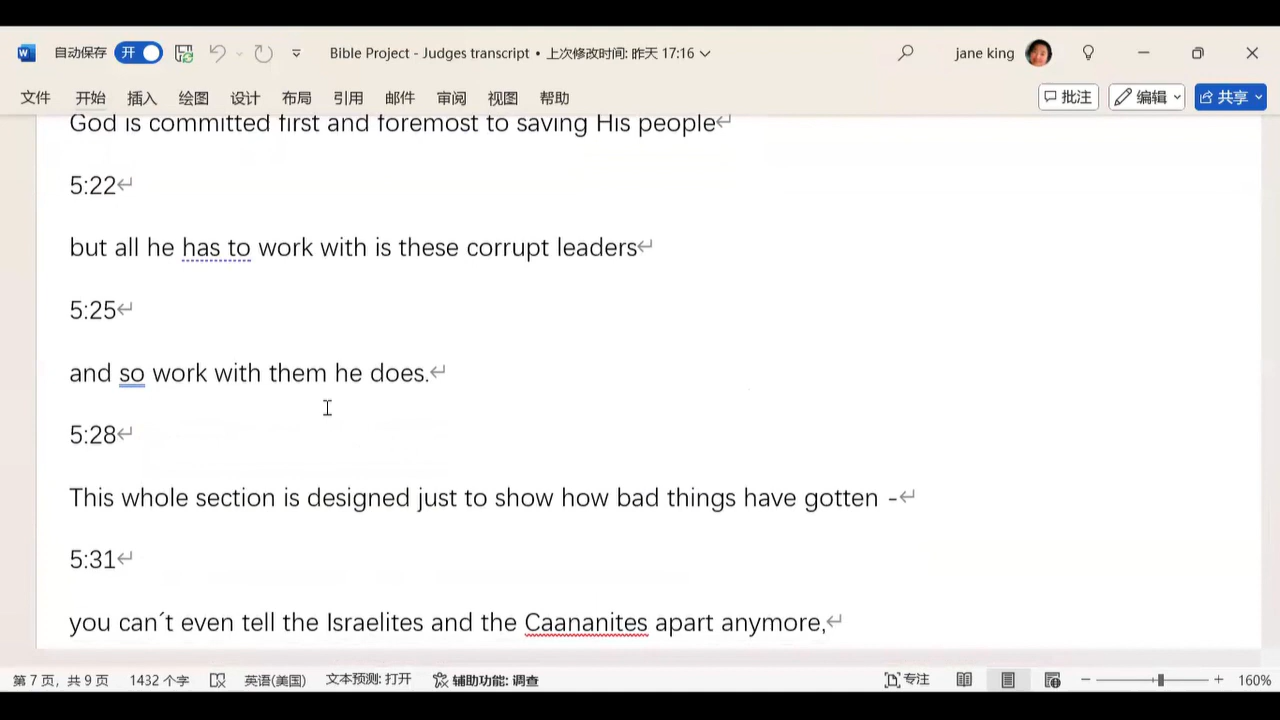 自动保存 开 Bible Project - Judges transcript • 上次修改时间: 昨天 17:16 jane king
文件 开始 插入 绘图 设计 布局 引用 邮件 审阅 视图 帮助 批注 编辑 共享
God is committed first and foremost to saving His people↵
5:22↵
but all he has to work with is these corrupt leaders↵
5:25↵
and so work with them he does.↵
5:28↵
This whole section is designed just to show how bad things have gotten -↵
5:31↵
you can´t even tell the Israelites and the Caananites apart anymore,↵
第 7 页，共 9 页 1432 个字 英语(美国) 文本预测: 打开 辅助功能: 调查 专注 160%